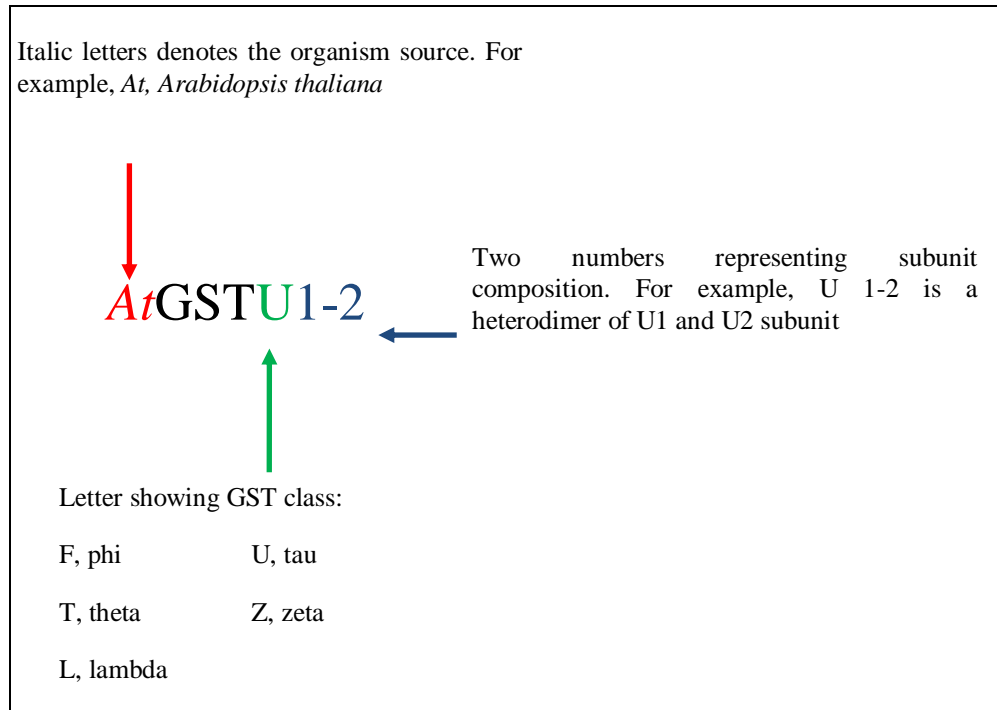 Italic letters denotes the organism source. For
example, At, Arabidopsis thaliana
AtGSTU1-2
Two numbers representing subunit
composition. For example, U 1-2 is a
heterodimer of U1 and U2 subunit
Letter showing GST class:
F, phi U, tau
T, theta Z, zeta
L, lambda